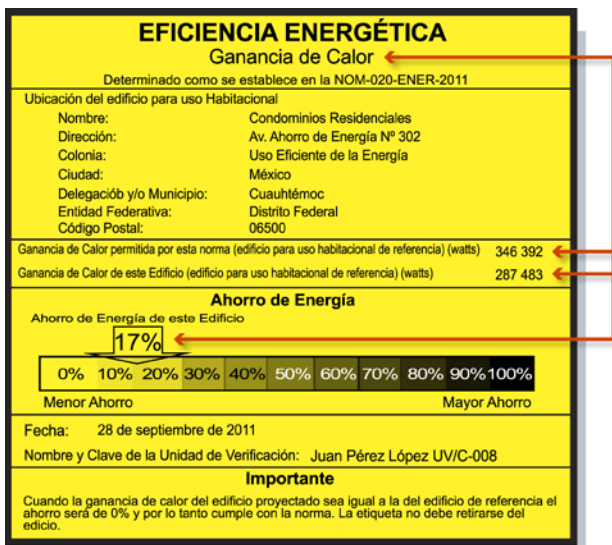 EFICIENCIA ENERGÉTICA
Ganancia de Calor
Determinado como se establece en la NOM-020-ENER-2011
Ubicación del edificio para uso Habitacional
Nombre: Condominios Residenciales
Dirección: Av. Ahorro de Energía Nº 302
Colonia: Uso Eficiente de la Energía
Ciudad: México
Delegaciób y/o Municipio: Cuauhtémoc
Entidad Federativa: Distrito Federal
Código Postal: 06500
Ganancia de Calor permitida por esta norma (edificio para uso habitacional de referencia) (watts) 346 392
Ganancia de Calor de este Edificio (edificio para uso habitacional de referencia) (watts) 287 483
Ahorro de Energía
Ahorro de Energía de este Edificio
17%
0% 10% 20% 30% 40% 50% 60% 70% 80% 90% 100%
Menor Ahorro Mayor Ahorro
Fecha: 28 de septiembre de 2011
Nombre y Clave de la Unidad de Verificación: Juan Pérez López UV/C-008
Importante
Cuando la ganancia de calor del edificio proyectado sea igual a la del edificio de referencia el
ahorro será de 0% y por lo tanto cumple con la norma. La etiqueta no debe retirarse del
edicio.